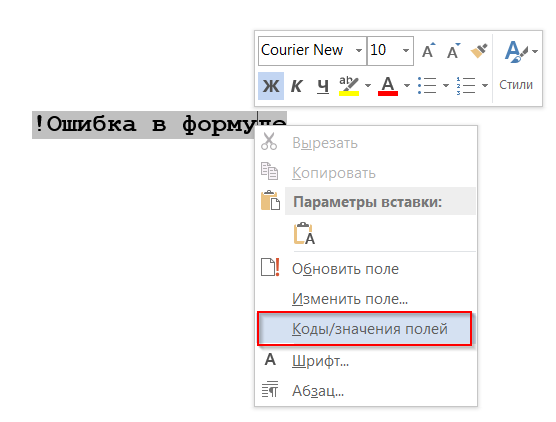 Courier New 10
Ж К Ч aby A Стили
!Ошибка в формуле
Вырезать
Копировать
Параметры вставки:
A
Обновить поле
Изменить поле...
Коды/значения полей
A Шрифт...
Абзац...